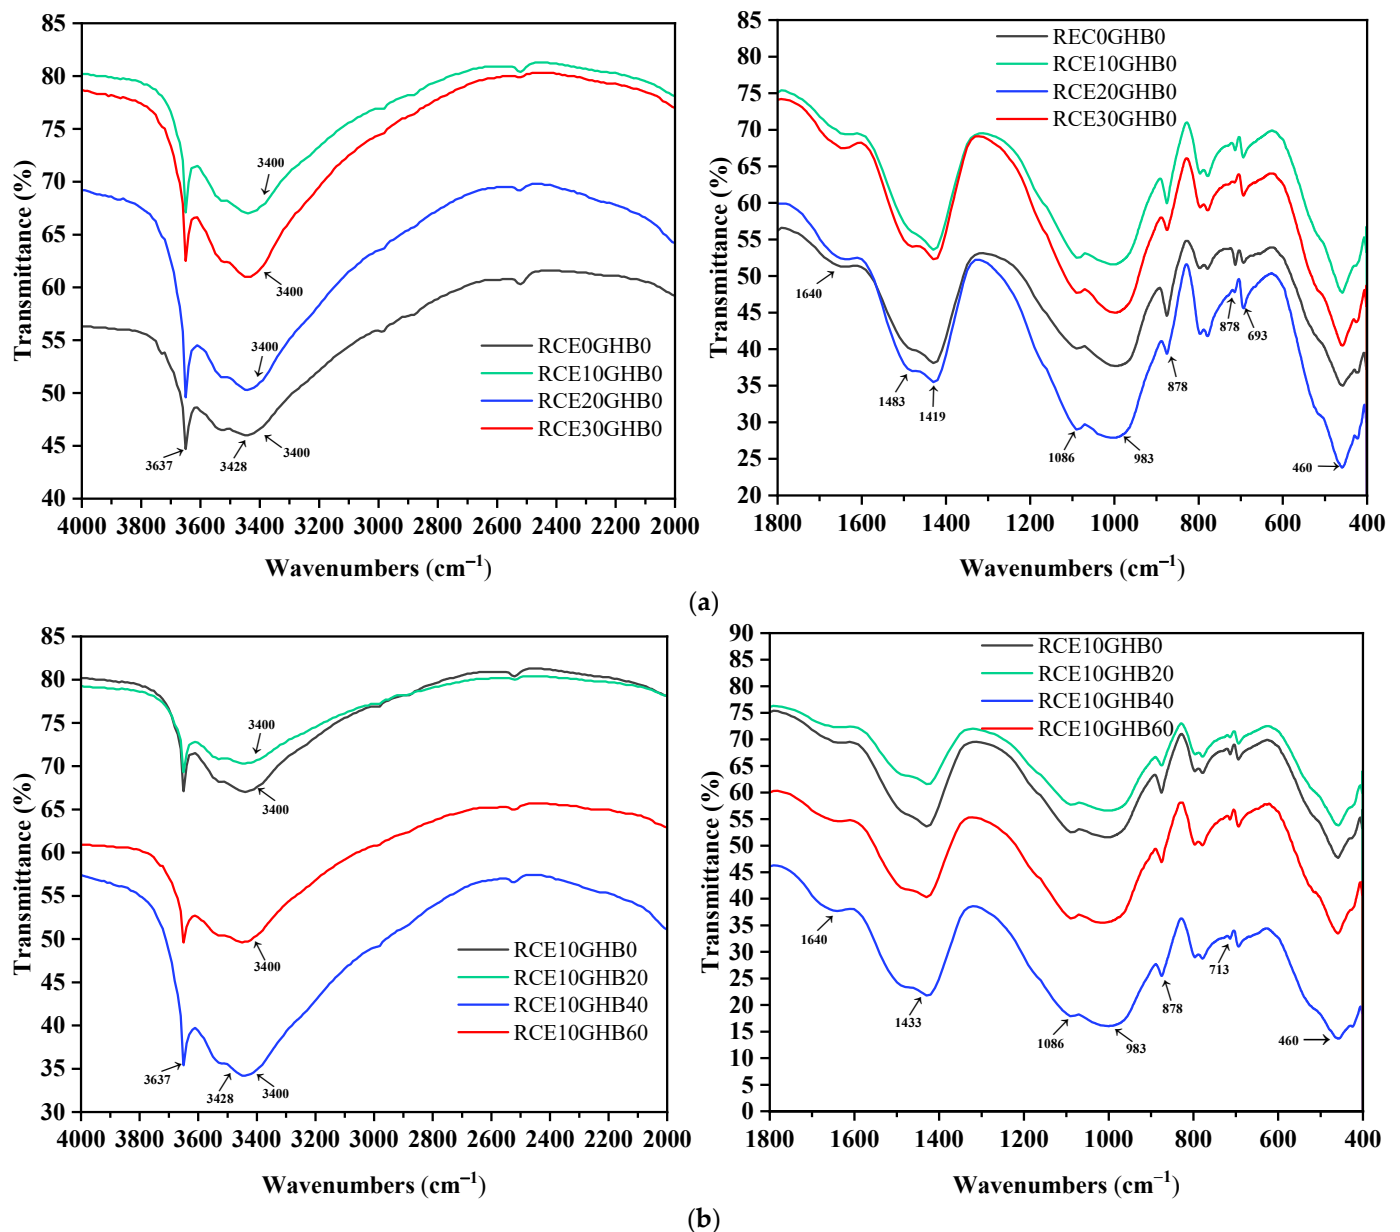 85
80
75
70
65
60
55
50
45
40
Transmittance (%)
3400
3400
3400
3637
3428
3400
RCE0GHB0
RCE10GHB0
RCE20GHB0
RCE30GHB0
4000 3800 3600 3400 3200 3000 2800 2600 2400 2200 2000
Wavenumbers (cm⁻¹)
85
80
75
70
65
60
55
50
45
40
35
30
25
20
Transmittance (%)
REC0GHB0
RCE10GHB0
RCE20GHB0
RCE30GHB0
1640
1483
1419
1086
983
878
878
693
460
1800 1600 1400 1200 1000 800 600 400
Wavenumbers (cm⁻¹)
(a)
85
80
75
70
65
60
55
50
45
40
35
30
Transmittance (%)
3400
3400
3400
3637
3428
3400
RCE10GHB0
RCE10GHB20
RCE10GHB40
RCE10GHB60
4000 3800 3600 3400 3200 3000 2800 2600 2400 2200 2000
Wavenumbers (cm⁻¹)
90
85
80
75
70
65
60
55
50
45
40
35
30
25
20
15
10
5
0
Transmittance (%)
RCE10GHB0
RCE10GHB20
RCE10GHB40
RCE10GHB60
1640
1433
1086
983
878
713
460
1800 1600 1400 1200 1000 800 600 400
Wavenumbers (cm⁻¹)
(b)